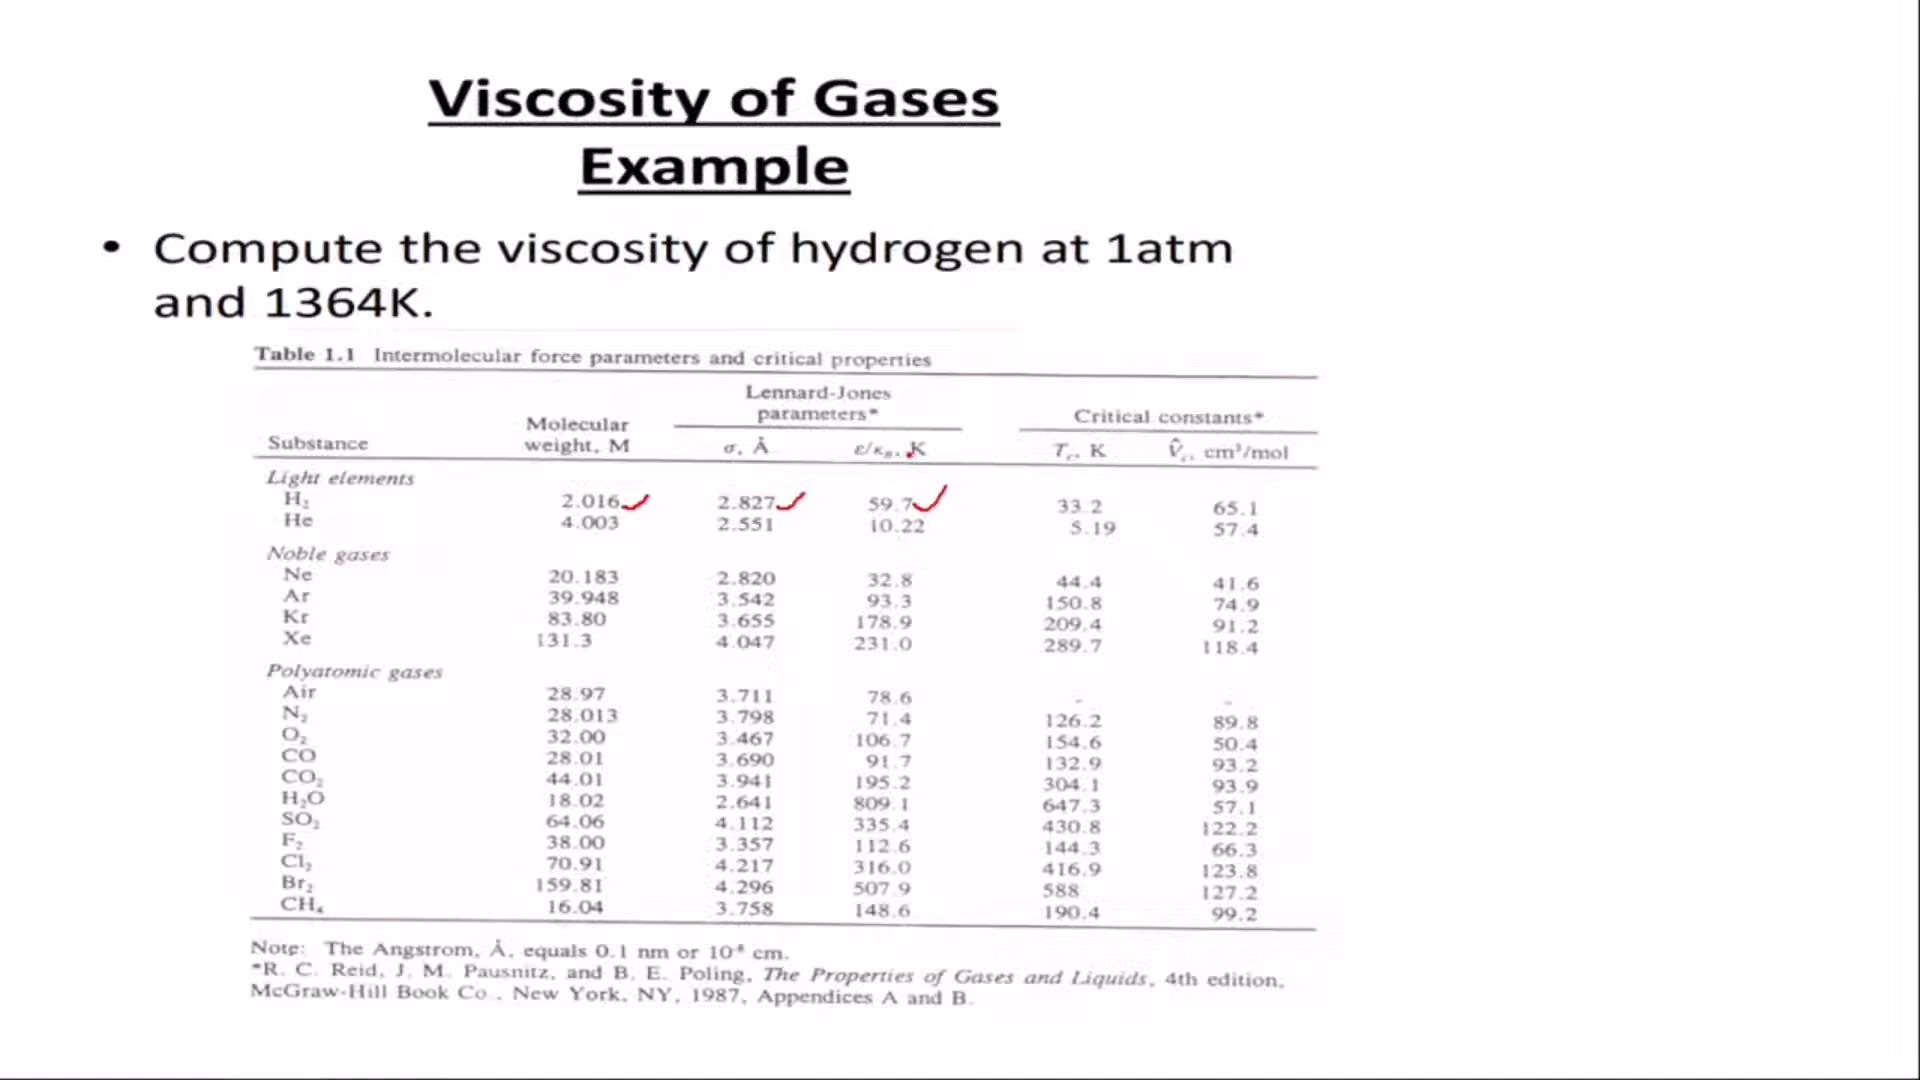 Viscosity of Gases
Example
• Compute the viscosity of hydrogen at 1atm
and 1364K.
Table 1.1 Intermolecular force parameters and critical properties
Lennard-Jones
parameters*
Critical constants*
Molecular
weight, M
Substance σ, Å ε/κ_B, K T_c, K V̂_c, cm³/mol
Light elements
H₂ 2.016 2.827 59.7 33.2 65.1
He 4.003 2.551 10.22 5.19 57.4
Noble gases
Ne 20.183 2.820 32.8 44.4 41.6
Ar 39.948 3.542 93.3 150.8 74.9
Kr 83.80 3.655 178.9 209.4 91.2
Xe 131.3 4.047 231.0 289.7 118.4
Polyatomic gases
Air 28.97 3.711 78.6 - -
N₂ 28.013 3.798 71.4 126.2 89.8
O₂ 32.00 3.467 106.7 154.6 50.4
CO 28.01 3.690 91.7 132.9 93.2
CO₂ 44.01 3.941 195.2 304.1 93.9
H₂O 18.02 2.641 809.1 647.3 57.1
SO₂ 64.06 4.112 335.4 430.8 122.2
F₂ 38.00 3.357 112.6 144.3 66.3
Cl₂ 70.91 4.217 316.0 416.9 123.8
Br₂ 159.81 4.296 507.9 588 127.2
CH₄ 16.04 3.758 148.6 190.4 99.2
Note: The Angstrom, Å, equals 0.1 nm or 10⁻⁸ cm.
*R. C. Reid, J. M. Pausnitz, and B. E. Poling, The Properties of Gases and Liquids, 4th edition,
McGraw-Hill Book Co., New York, NY, 1987, Appendices A and B.